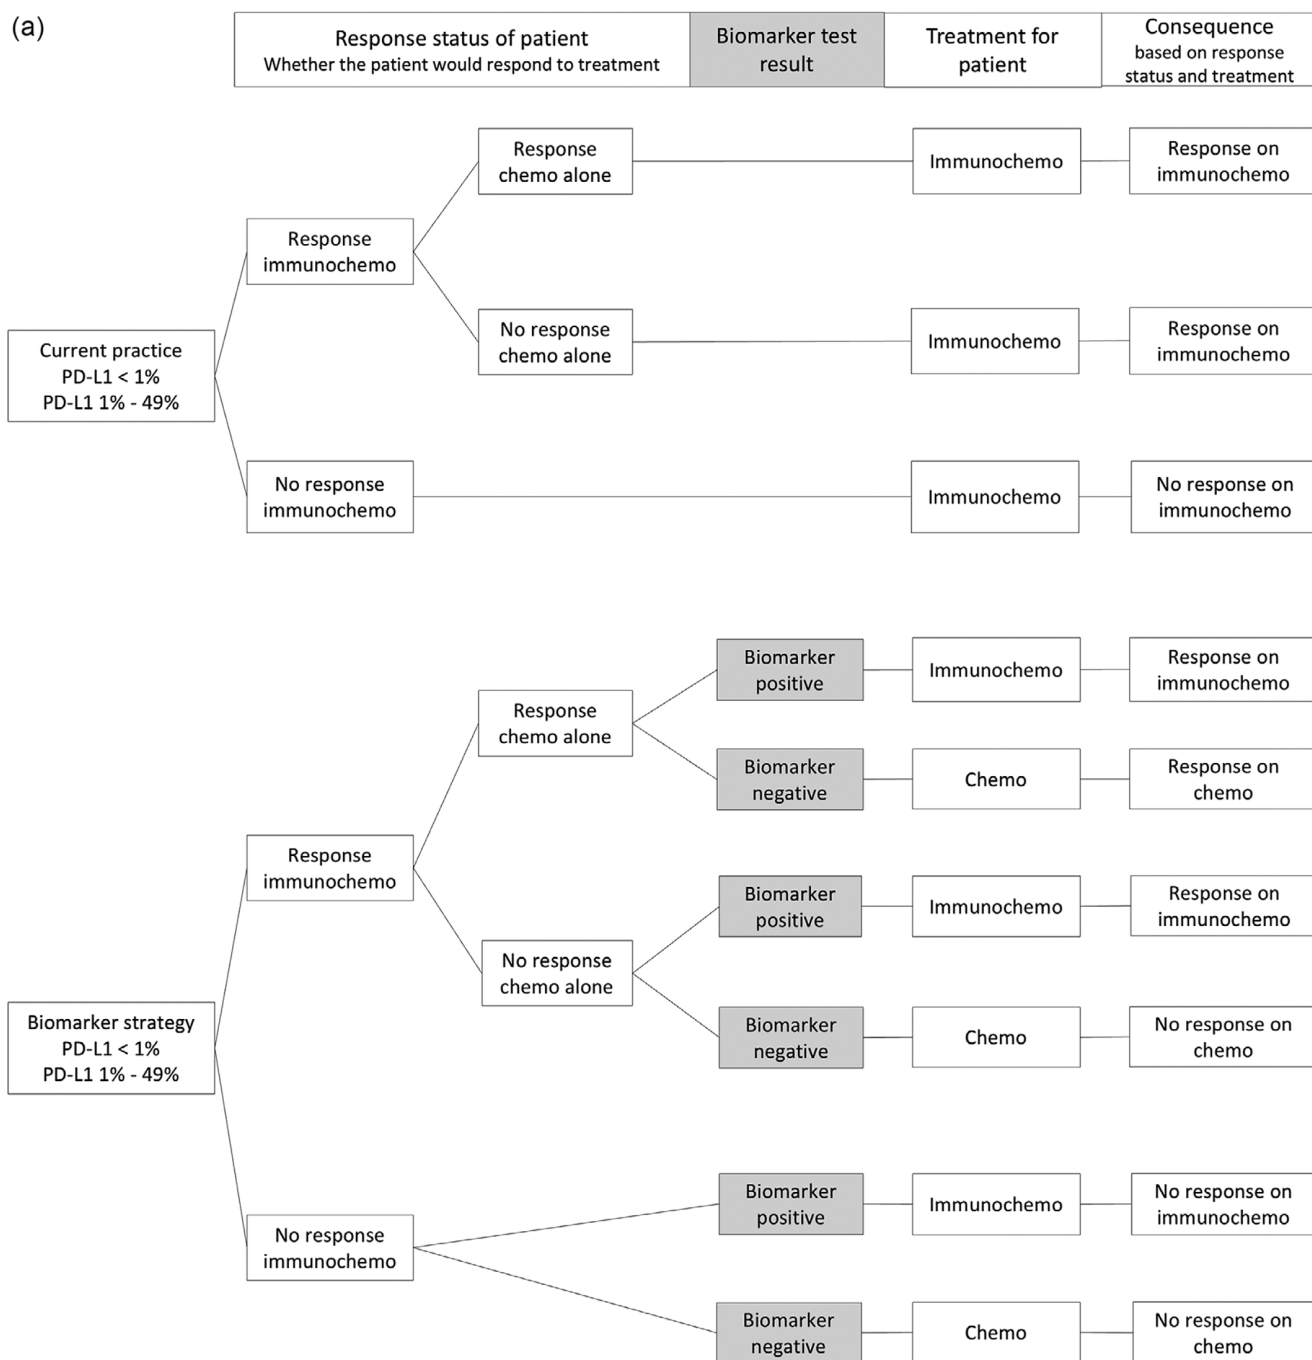 (a)
Response status of patient
Whether the patient would respond to treatment
Biomarker test
result
Treatment for
patient
Consequence
based on response
status and treatment
Response
chemo alone
Immunochemo
Response on
immunochemo
Response
immunochemo
No response
chemo alone
Immunochemo
Response on
immunochemo
Current practice
PD-L1 < 1%
PD-L1 1% - 49%
No response
immunochemo
Immunochemo
No response on
immunochemo
Biomarker
positive
Immunochemo
Response on
immunochemo
Response
chemo alone
Biomarker
negative
Chemo
Response on
chemo
Response
immunochemo
Biomarker
positive
Immunochemo
Response on
immunochemo
No response
chemo alone
Biomarker
negative
Chemo
No response on
chemo
Biomarker strategy
PD-L1 < 1%
PD-L1 1% - 49%
Biomarker
positive
Immunochemo
No response on
immunochemo
No response
immunochemo
Biomarker
negative
Chemo
No response on
chemo